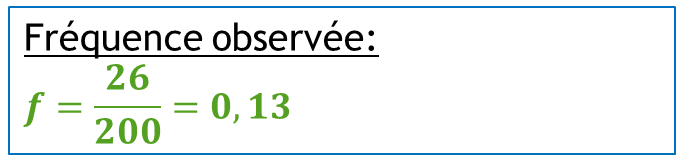 Fréquence observée:
f = 26/200 = 0,13